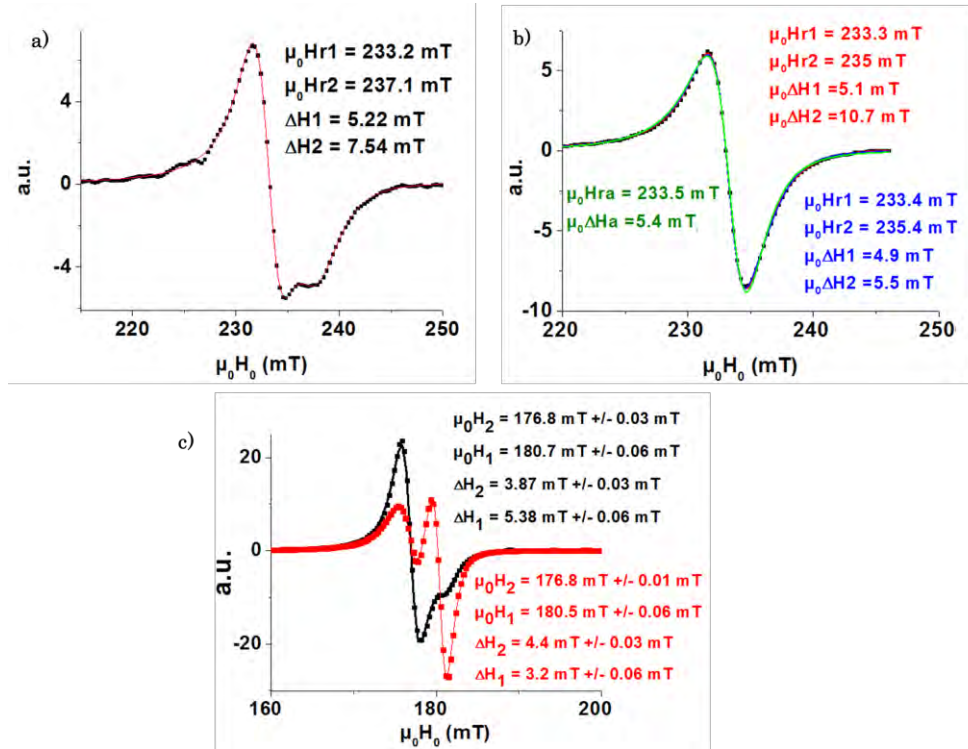 a)
μ₀Hr1 = 233.2 mT
μ₀Hr2 = 237.1 mT
ΔH1 = 5.22 mT
ΔH2 = 7.54 mT
a.u.
4
0
-4
220 230 240 250
μ₀H₀ (mT)
b)
μ₀Hr1 = 233.3 mT
μ₀Hr2 = 235 mT
μ₀ΔH1 =5.1 mT
μ₀ΔH2 =10.7 mT
μ₀Hra = 233.5 mT
μ₀ΔHa = 5.4 mT
μ₀Hr1 = 233.4 mT
μ₀Hr2 = 235.4 mT
μ₀ΔH1 =4.9 mT
μ₀ΔH2 =5.5 mT
a.u.
5
0
-5
-10
220 230 240 250
μ₀H₀ (mT)
c)
μ₀H₂ = 176.8 mT +/- 0.03 mT
μ₀H₁ = 180.7 mT +/- 0.06 mT
ΔH₂ = 3.87 mT +/- 0.03 mT
ΔH₁ = 5.38 mT +/- 0.06 mT
μ₀H₂ = 176.8 mT +/- 0.01 mT
μ₀H₁ = 180.5 mT +/- 0.06 mT
ΔH₂ = 4.4 mT +/- 0.03 mT
ΔH₁ = 3.2 mT +/- 0.06 mT
a.u.
20
0
-20
160 180 200
μ₀H₀ (mT)